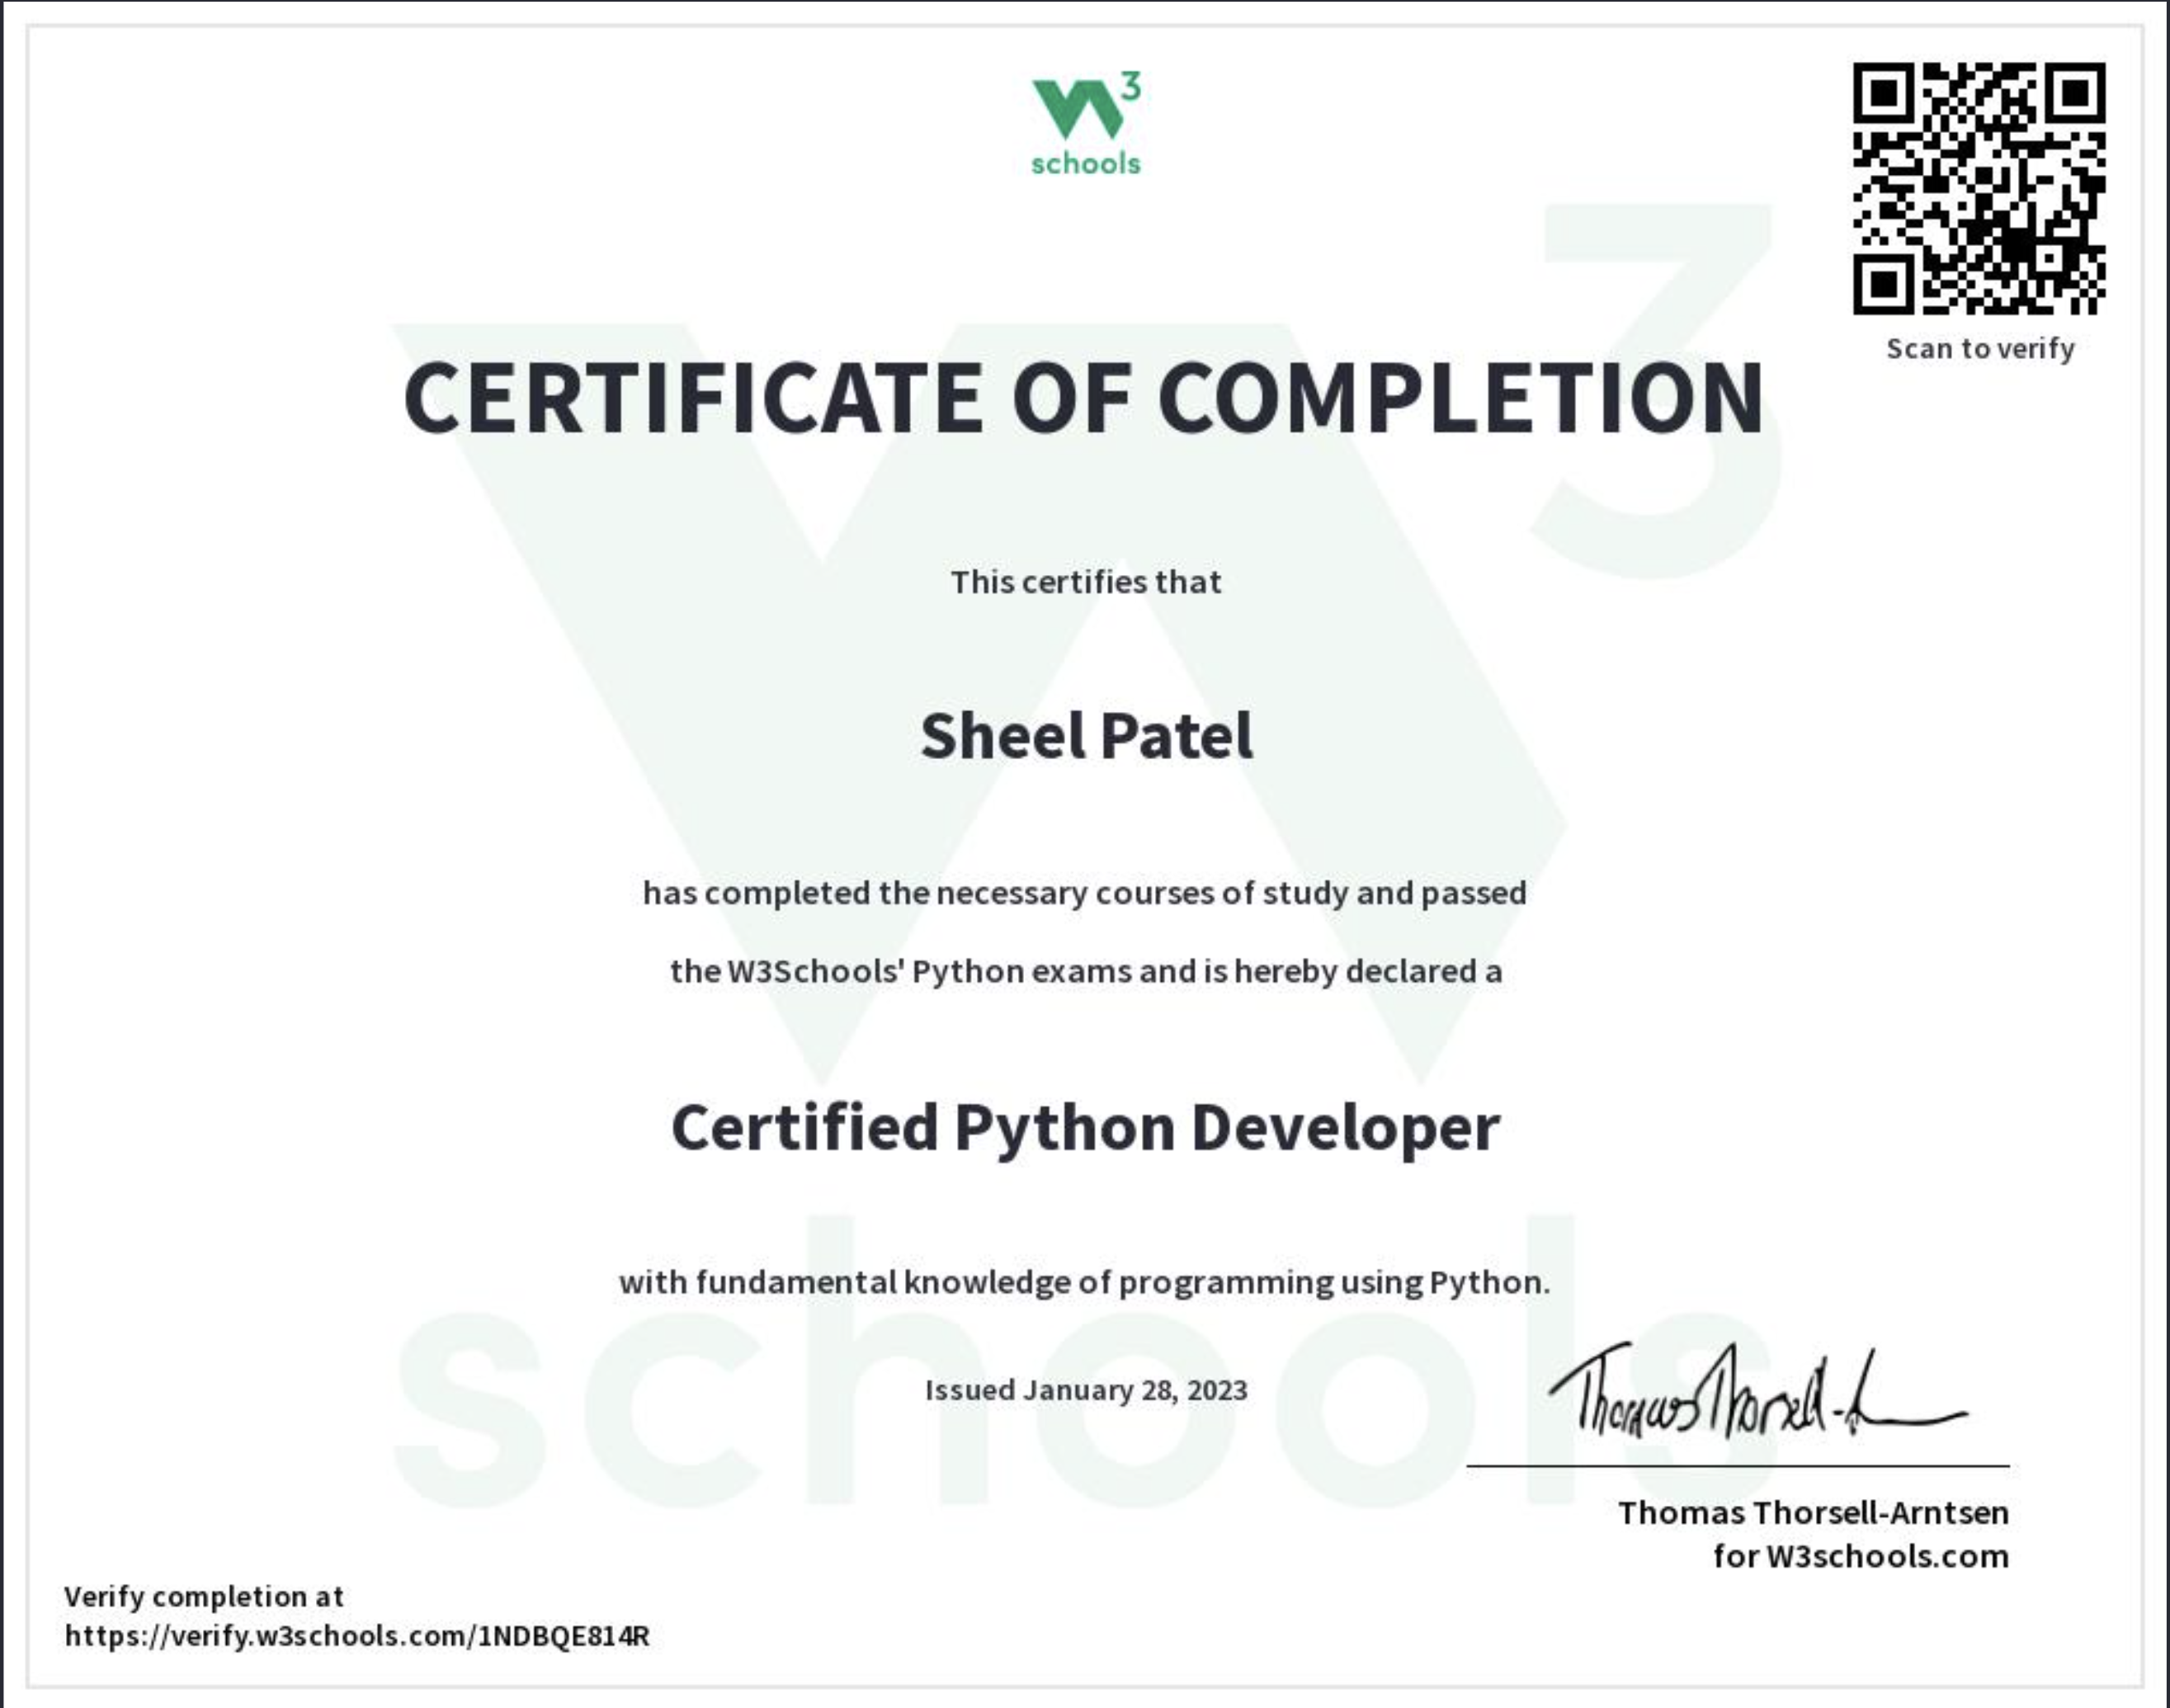 W3
schools
Scan to verify
CERTIFICATE OF COMPLETION
This certifies that
Sheel Patel
has completed the necessary courses of study and passed
the W3Schools' Python exams and is hereby declared a
Certified Python Developer
with fundamental knowledge of programming using Python.
Issued January 28, 2023
Thomas Thorsell-A
Thomas Thorsell-Arntsen
for W3schools.com
Verify completion at
https://verify.w3schools.com/1NDBQE814R
W3
schools